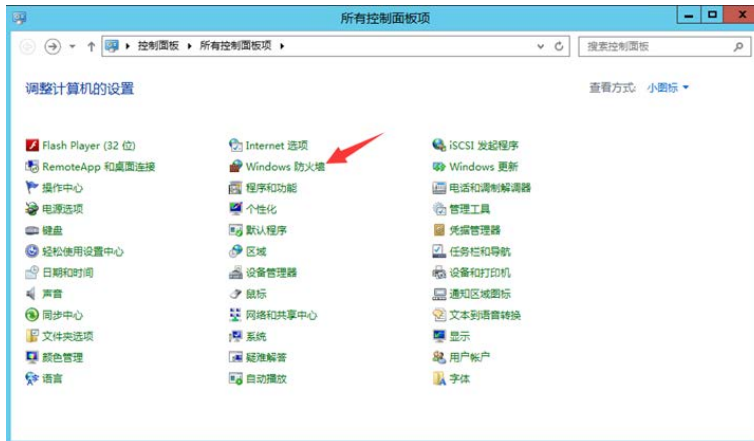 所有控制面板项
控制面板 所有控制面板项 搜索控制面板
调整计算机的设置 查看方式: 小图标
Flash Player (32 位) Internet 选项 iSCSI 发起程序
RemoteApp 和桌面连接 Windows 防火墙 Windows 更新
操作中心 程序和功能 电话和调制解调器
电源选项 个性化 管理工具
键盘 默认程序 凭据管理器
轻松使用设置中心 区域 任务栏和导航
日期和时间 设备管理器 设备和打印机
声音 鼠标 通知区域图标
同步中心 网络和共享中心 文本到语音转换
文件夹选项 系统 显示
颜色管理 疑难解答 用户帐户
语言 自动播放 字体